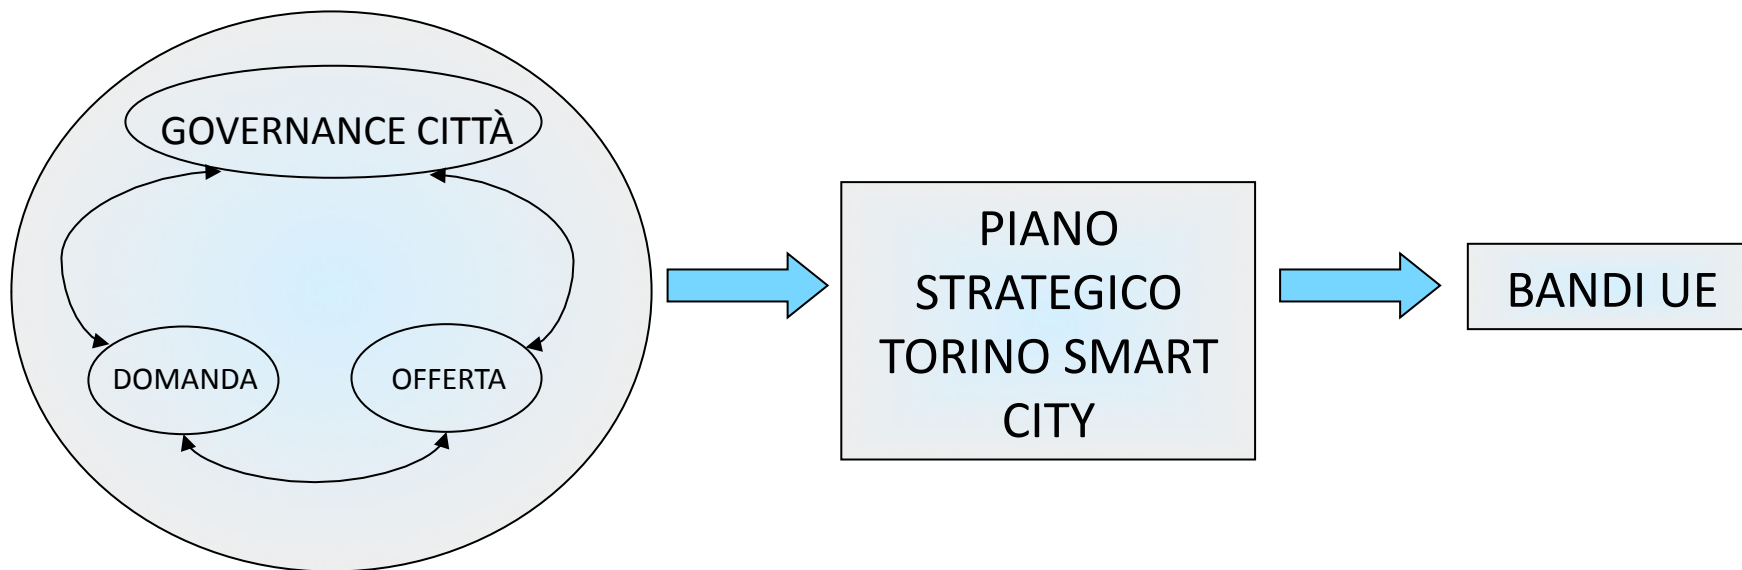 GOVERNANCE CITTÀ
DOMANDA
OFFERTA
PIANO
STRATEGICO
TORINO SMART
CITY
BANDI UE